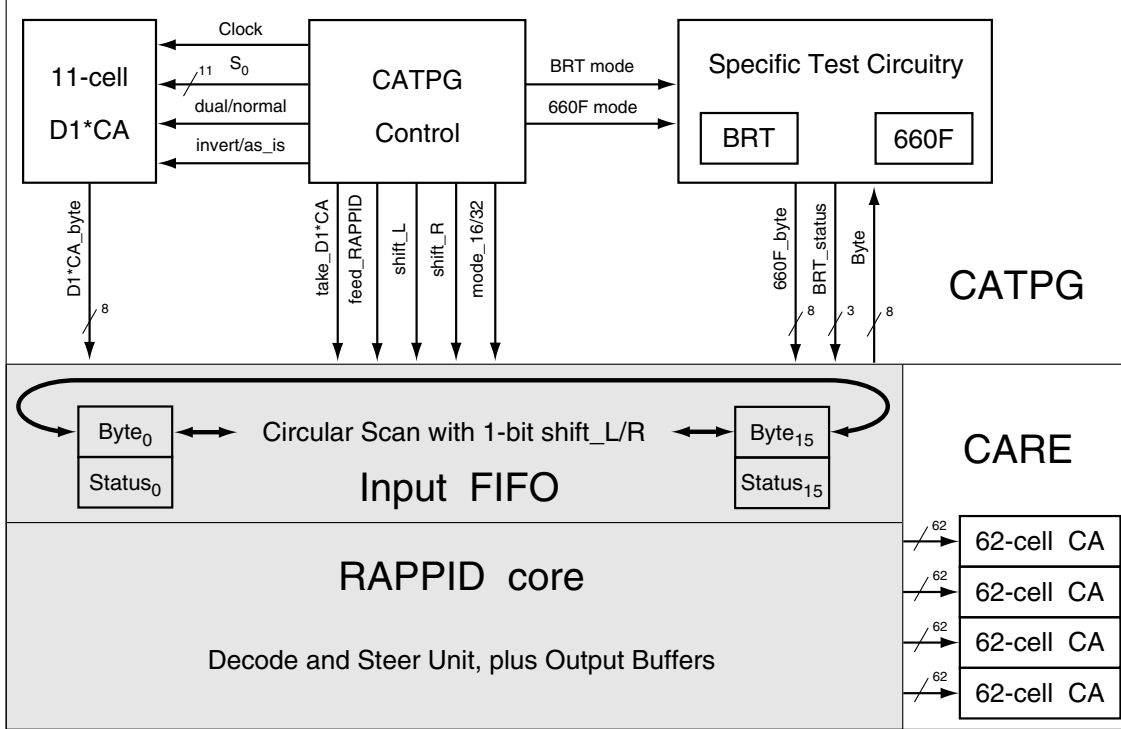 Clock
11
S0
dual/normal
invert/as_is
11-cell
D1*CA
CATPG
Control
BRT mode
660F mode
Specific Test Circuitry
BRT
660F
D1*CA_byte
8
take_D1*CA
feed_RAPPID
shift_L
shift_R
mode_16/32
660F_byte
8
BRT_status
3
Byte
8
CATPG
Byte0
Circular Scan with 1-bit shift_L/R
Byte15
Status0
Input FIFO
Status15
CARE
RAPPID core
Decode and Steer Unit, plus Output Buffers
62
62-cell CA
62
62-cell CA
62
62-cell CA
62
62-cell CA